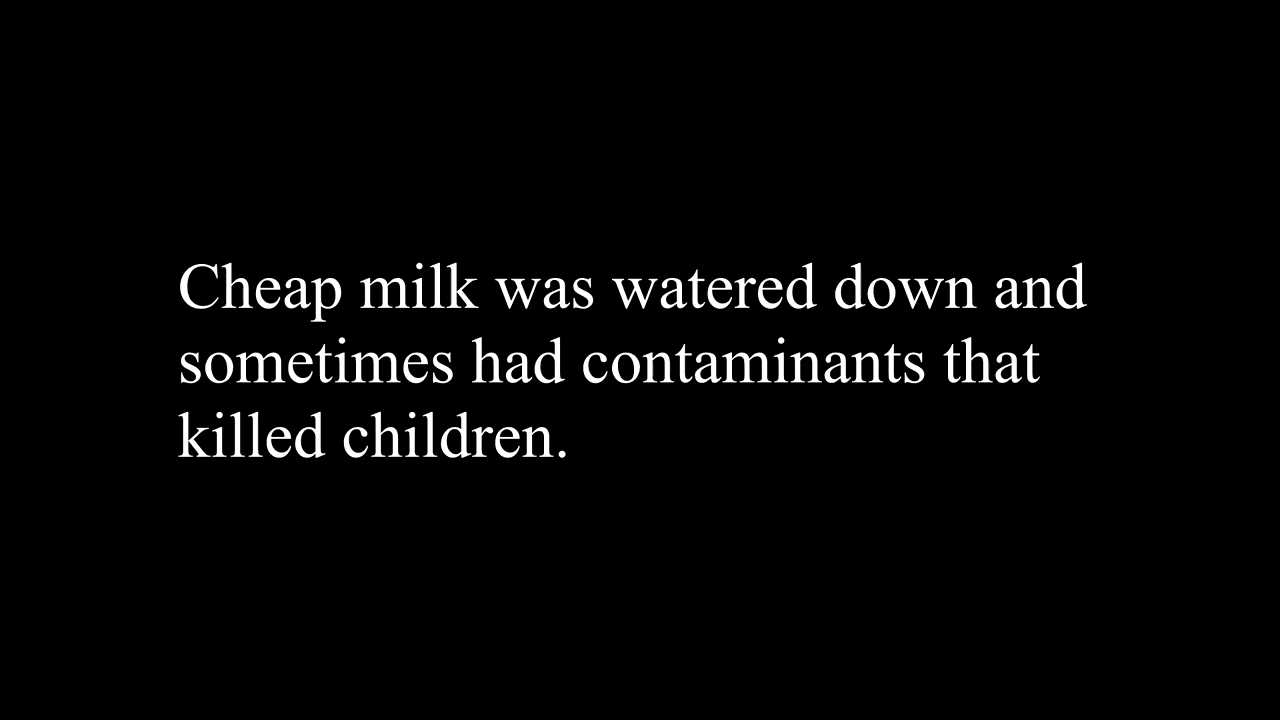 Cheap milk was watered down and
sometimes had contaminants that
killed children.